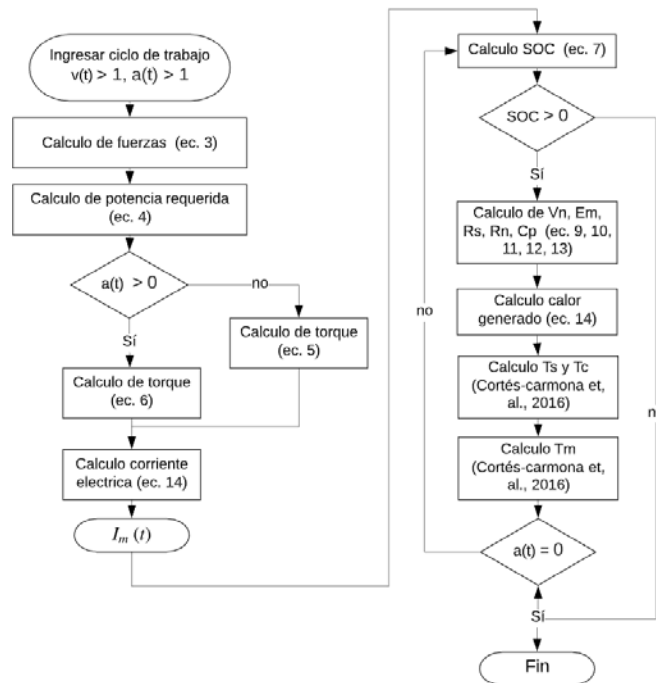 Ingresar ciclo de trabajo
v(t) > 1, a(t) > 1
Calculo de fuerzas (ec. 3)
Calculo de potencia requerida
(ec. 4)
a(t) > 0
no
Sí
Calculo de torque
(ec. 5)
Calculo de torque
(ec. 6)
Calculo corriente
electrica (ec. 14)
I_m (t)
Calculo SOC (ec. 7)
SOC > 0
Sí
Calculo de Vn, Em,
Rs, Rn, Cp (ec. 9, 10,
11, 12, 13)
Calculo calor
generado (ec. 14)
no
Calculo Ts y Tc
(Cortés-carmona et,
al., 2016)
n
Calculo Tm
(Cortés-carmona et,
al., 2016)
a(t) = 0
Sí
Fin